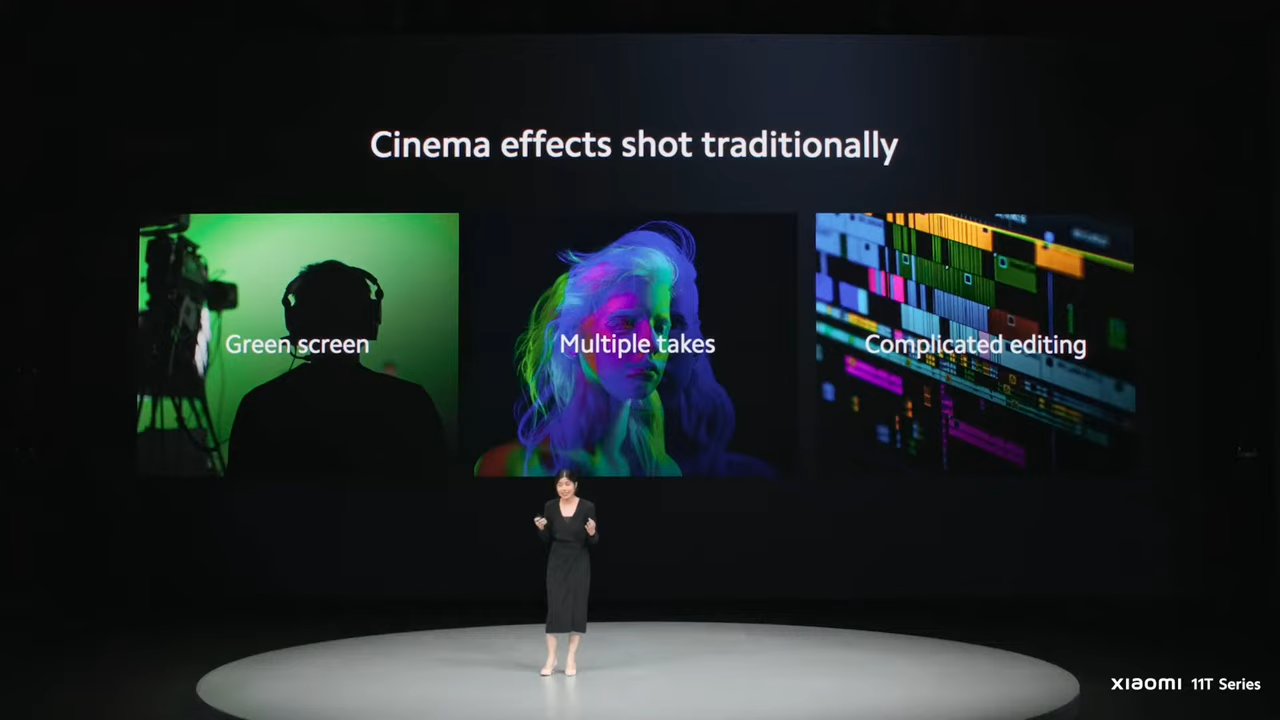 Cinema effects shot traditionally
Green screen
Multiple takes
Complicated editing
xiaomi 11T Series